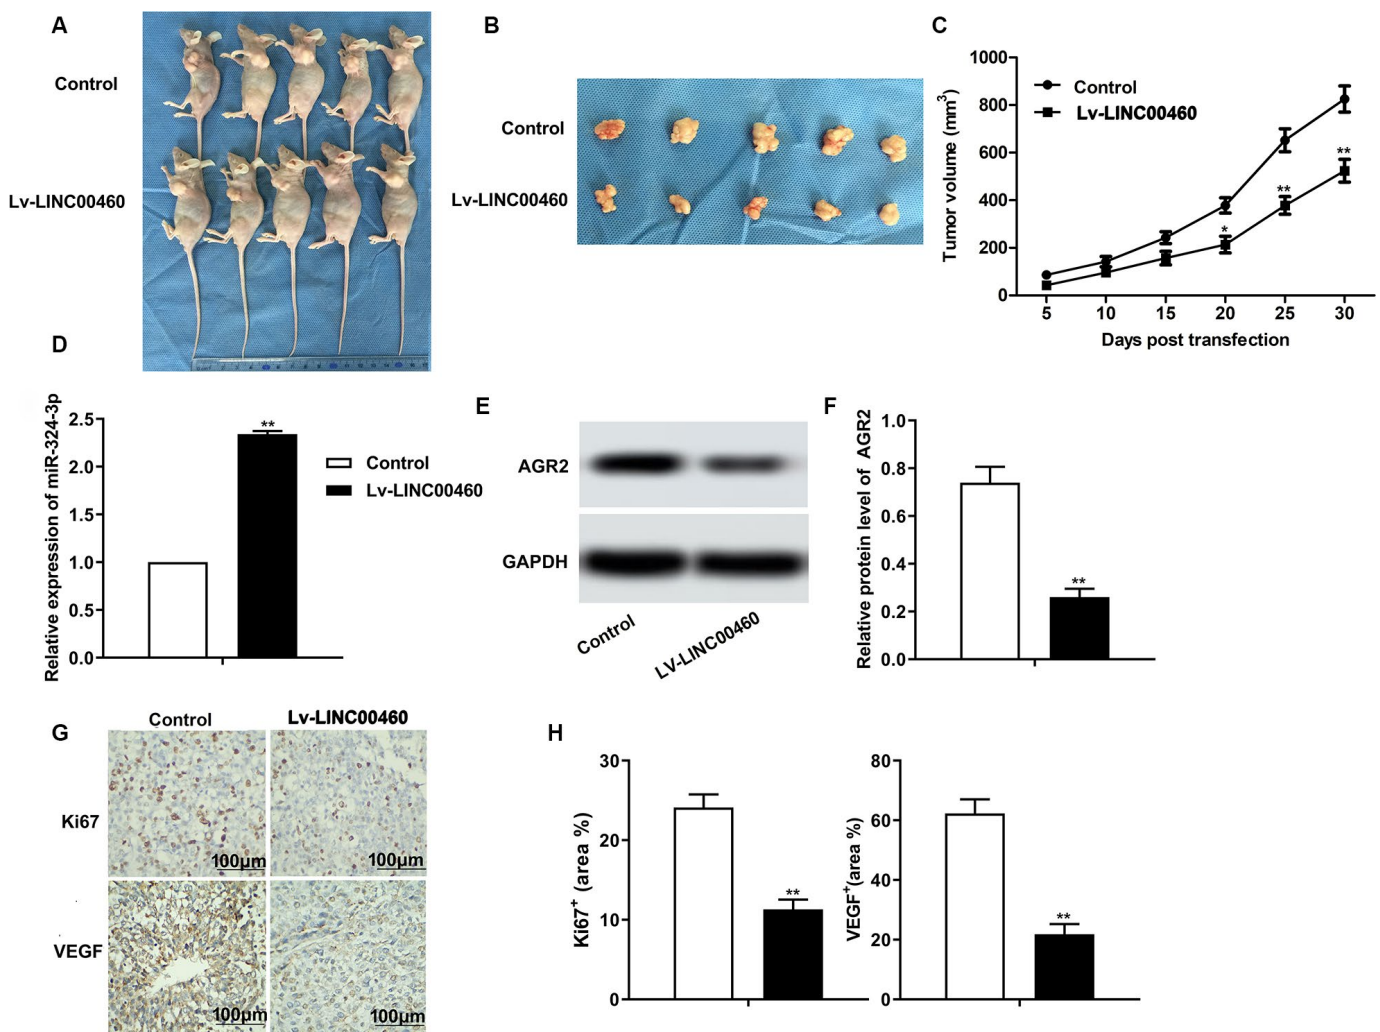 A
Control
Lv-LINC00460
B
Control
Lv-LINC00460
C
Tumor volume (mm³)
1000
800
600
400
200
0
Control
Lv-LINC00460
*
**
**
5 10 15 20 25 30
Days post transfection
D
Relative expression of miR-324-3p
2.5
2.0
1.5
1.0
0.5
0.0
**
Control
Lv-LINC00460
E
AGR2
GAPDH
Control
LV-LINC00460
F
Relative protein level of AGR2
1.0
0.8
0.6
0.4
0.2
0.0
**
G
Control Lv-LINC00460
Ki67
100µm 100µm
VEGF
100µm 100µm
H
Ki67⁺ (area %)
30
20
10
0
**
VEGF⁺(area %)
80
60
40
20
0
**